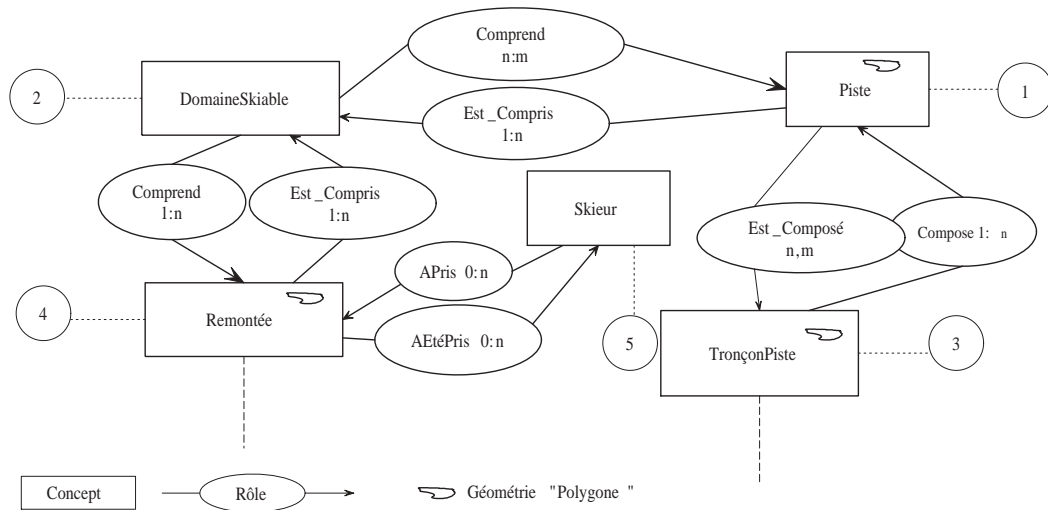 Comprend
n:m
2
DomaineSkiable
Piste
1
Est_Compris
1:n
Comprend
1:n
Est_Compris
1:n
Skieur
Est_Composé
n,m
Compose 1: n
APris 0:n
4
Remontée
AEtéPris 0:n
5
TronçonPiste
3
Concept
Rôle
Géométrie "Polygone "